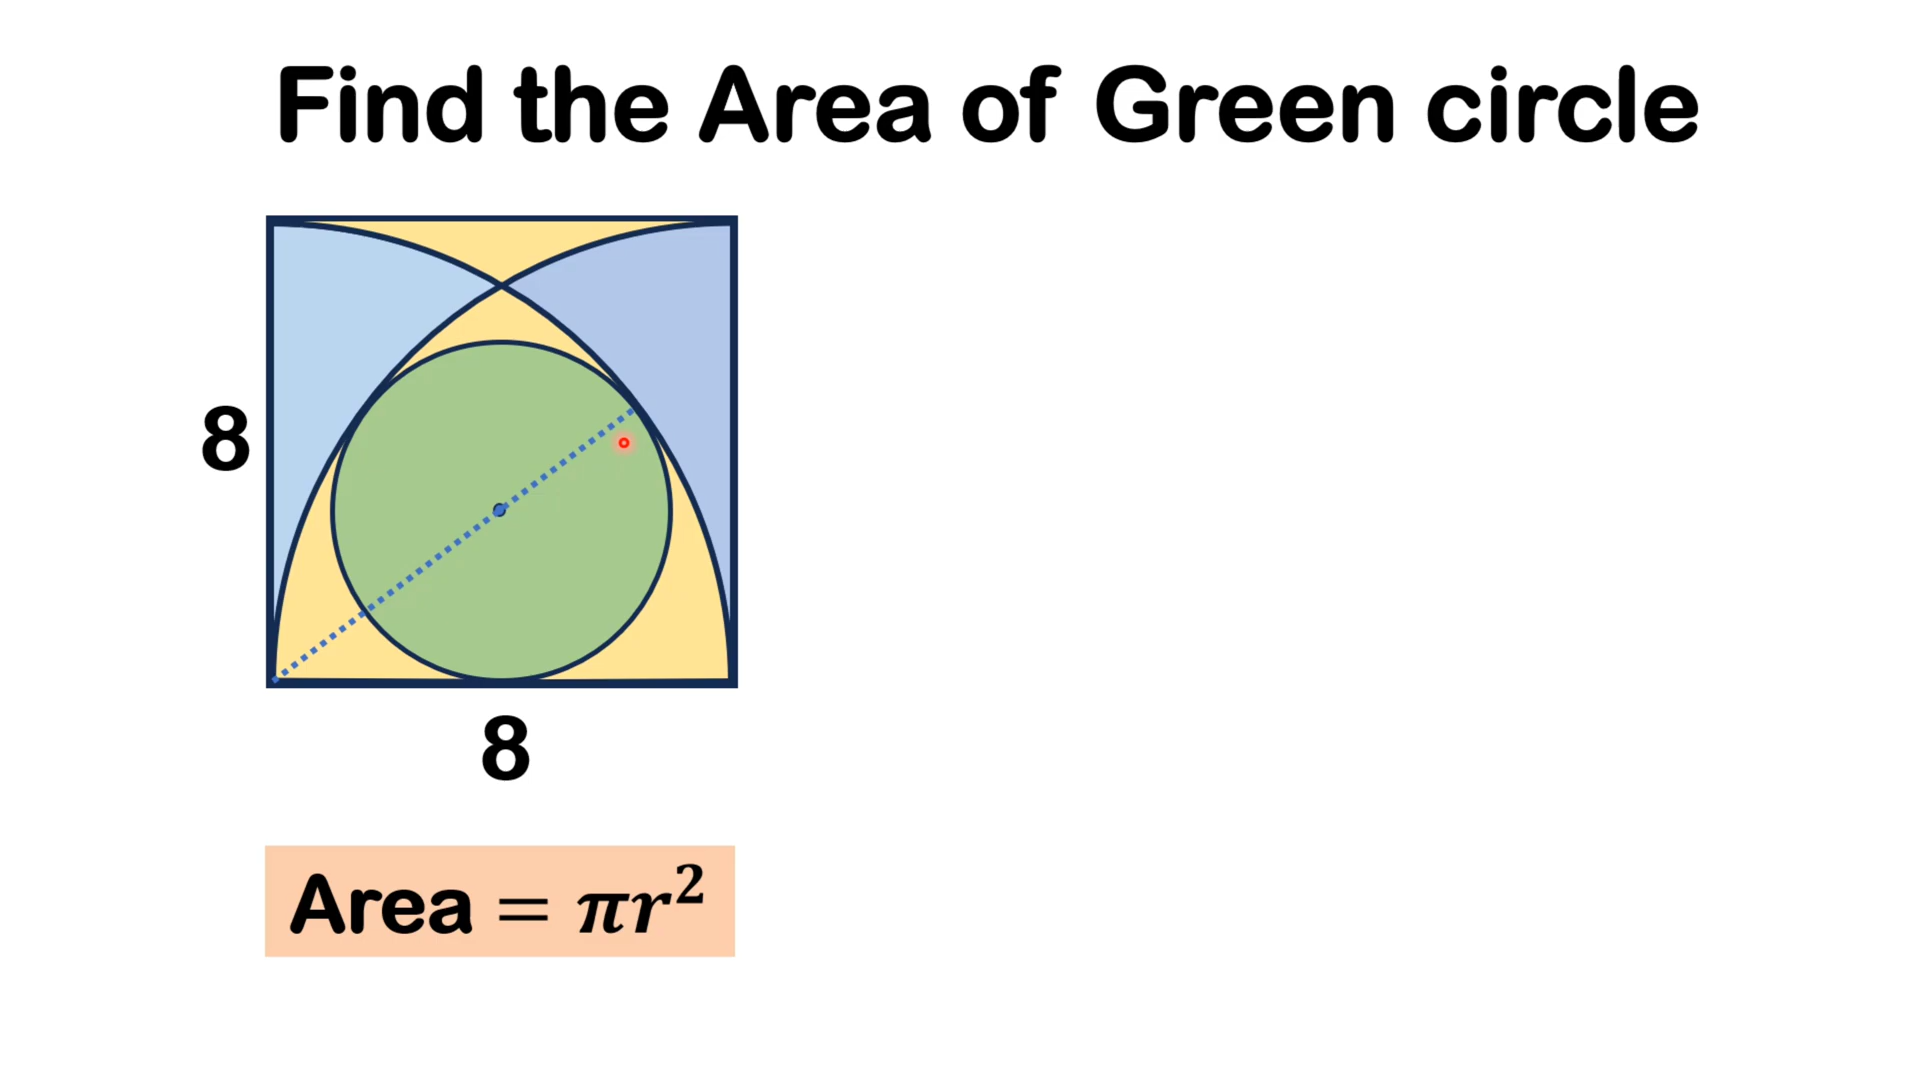 Find the Area of Green circle
8
8
Area = πr²